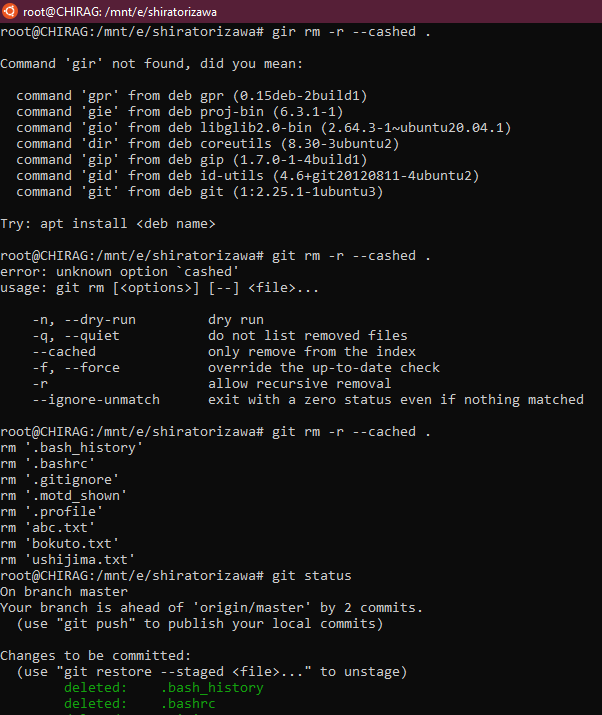 root@CHIRAG: /mnt/e/shiratorizawa
root@CHIRAG:/mnt/e/shiratorizawa# gir rm -r --cashed .
Command 'gir' not found, did you mean:
command 'gpr' from deb gpr (0.15deb-2build1)
command 'gie' from deb proj-bin (6.3.1-1)
command 'gio' from deb libglib2.0-bin (2.64.3-1~ubuntu20.04.1)
command 'dir' from deb coreutils (8.30-3ubuntu2)
command 'gip' from deb gip (1.7.0-1-4build1)
command 'gid' from deb id-utils (4.6+git20120811-4ubuntu2)
command 'git' from deb git (1:2.25.1-1ubuntu3)
Try: apt install <deb name>
root@CHIRAG:/mnt/e/shiratorizawa# git rm -r --cashed .
error: unknown option `cashed'
usage: git rm [<options>] [--] <file>...
-n, --dry-run dry run
-q, --quiet do not list removed files
--cached only remove from the index
-f, --force override the up-to-date check
-r allow recursive removal
--ignore-unmatch exit with a zero status even if nothing matched
root@CHIRAG:/mnt/e/shiratorizawa# git rm -r --cached .
rm '.bash_history'
rm '.bashrc'
rm '.gitignore'
rm '.motd_shown'
rm '.profile'
rm 'abc.txt'
rm 'bokuto.txt'
rm 'ushijima.txt'
root@CHIRAG:/mnt/e/shiratorizawa# git status
On branch master
Your branch is ahead of 'origin/master' by 2 commits.
(use "git push" to publish your local commits)
Changes to be committed:
(use "git restore --staged <file>..." to unstage)
deleted: .bash_history
deleted: .bashrc